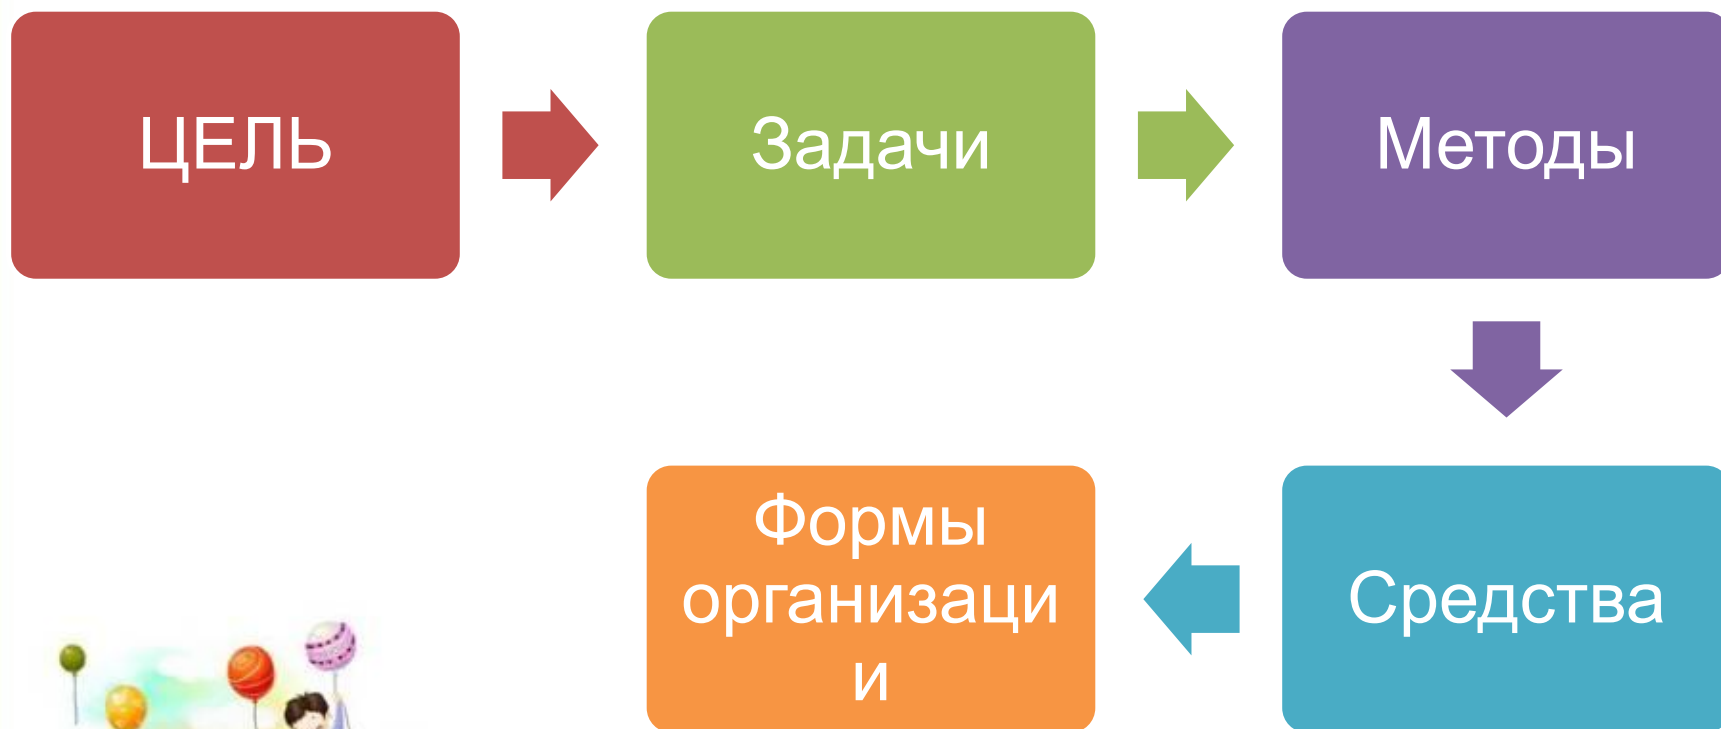 ЦЕЛЬ
Задачи
Методы
Средства
Формы
организаци
и